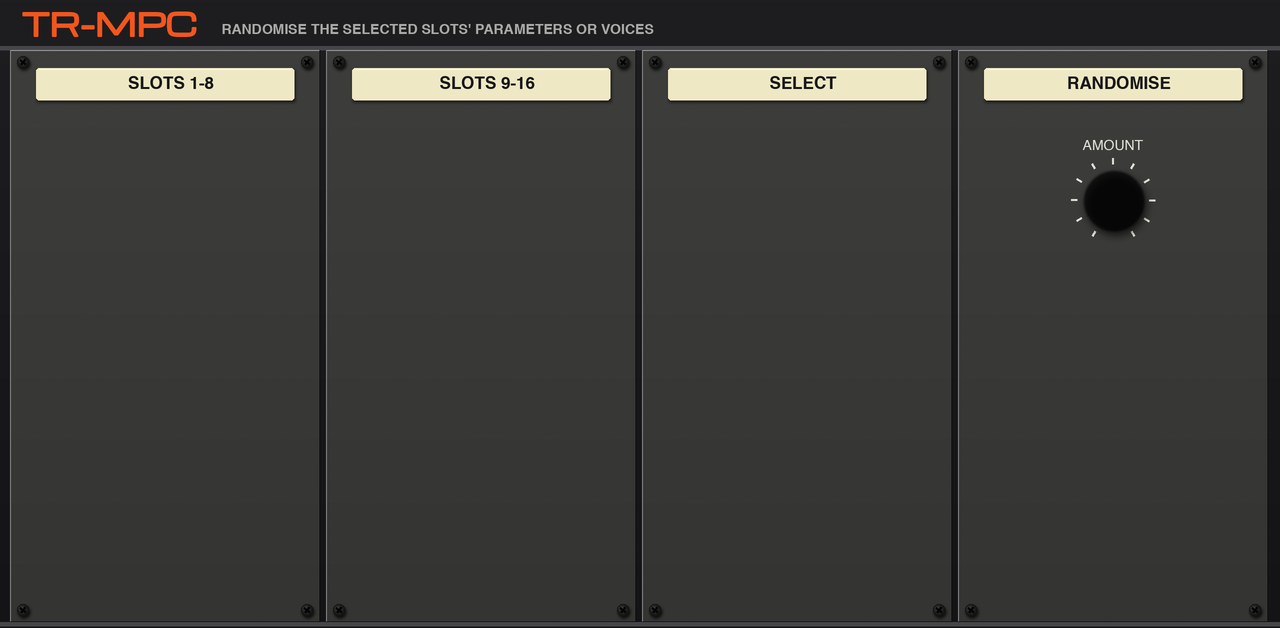 TR-MPC
RANDOMISE THE SELECTED SLOTS' PARAMETERS OR VOICES
SLOTS 1-8
SLOTS 9-16
SELECT
RANDOMISE
AMOUNT